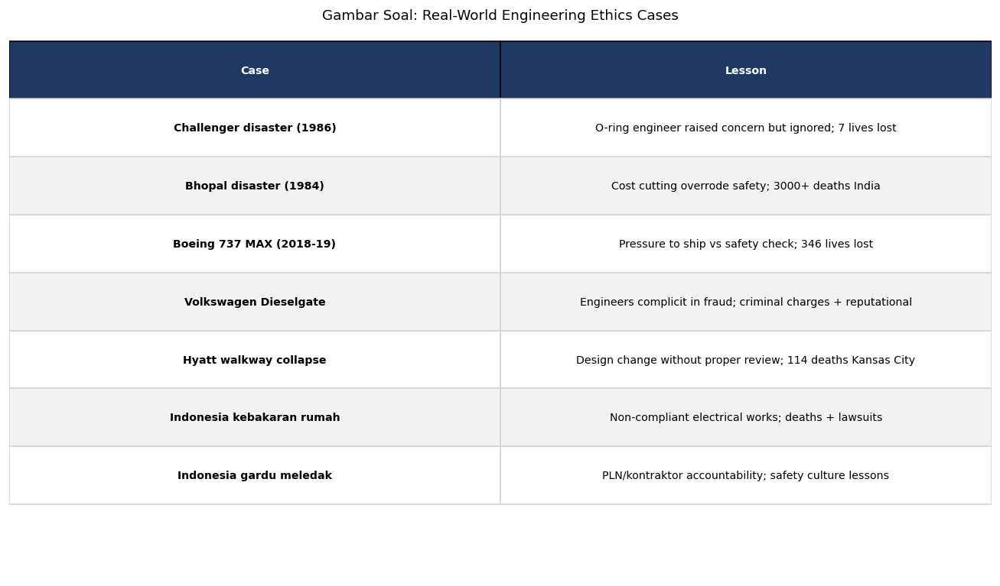 Gambar Soal: Real-World Engineering Ethics Cases
Case Lesson
Challenger disaster (1986) O-ring engineer raised concern but ignored; 7 lives lost
Bhopal disaster (1984) Cost cutting overrode safety; 3000+ deaths India
Boeing 737 MAX (2018-19) Pressure to ship vs safety check; 346 lives lost
Volkswagen Dieselgate Engineers complicit in fraud; criminal charges + reputational
Hyatt walkway collapse Design change without proper review; 114 deaths Kansas City
Indonesia kebakaran rumah Non-compliant electrical works; deaths + lawsuits
Indonesia gardu meledak PLN/kontraktor accountability; safety culture lessons